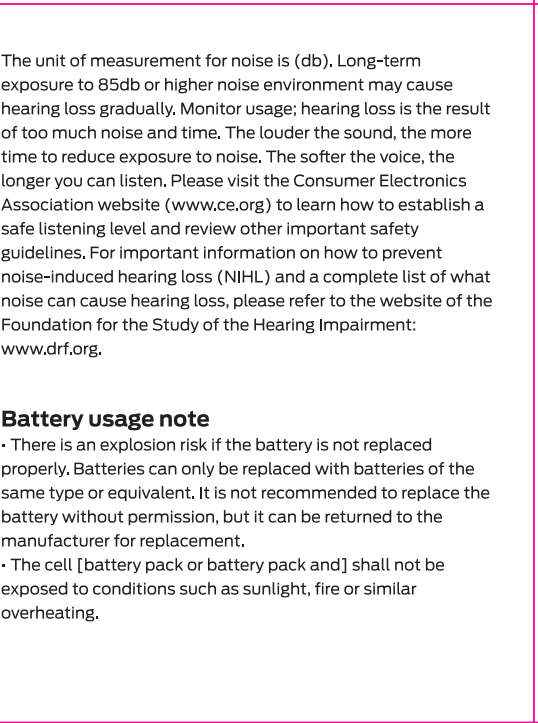 The unit of measurement for noise is (db). Long-term
exposure to 85db or higher noise environment may cause
hearing loss gradually. Monitor usage; hearing loss is the result
of too much noise and time. The louder the sound, the more
time to reduce exposure to noise. The softer the voice, the
longer you can listen. Please visit the Consumer Electronics
Association website (www.ce.org) to learn how to establish a
safe listening level and review other important safety
guidelines. For important information on how to prevent
noise-induced hearing loss (NIHL) and a complete list of what
noise can cause hearing loss, please refer to the website of the
Foundation for the Study of the Hearing Impairment:
www.drf.org.
Battery usage note
· There is an explosion risk if the battery is not replaced
properly. Batteries can only be replaced with batteries of the
same type or equivalent. It is not recommended to replace the
battery without permission, but it can be returned to the
manufacturer for replacement.
· The cell [battery pack or battery pack and] shall not be
exposed to conditions such as sunlight, fire or similar
overheating.